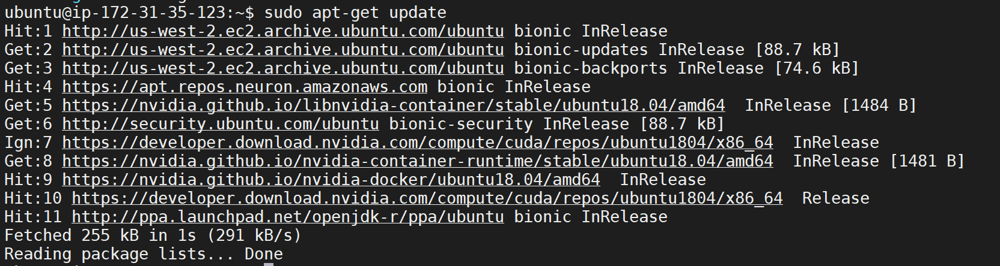 ubuntu@ip-172-31-35-123:~$ sudo apt-get update
Hit:1 http://us-west-2.ec2.archive.ubuntu.com/ubuntu bionic InRelease
Get:2 http://us-west-2.ec2.archive.ubuntu.com/ubuntu bionic-updates InRelease [88.7 kB]
Get:3 http://us-west-2.ec2.archive.ubuntu.com/ubuntu bionic-backports InRelease [74.6 kB]
Hit:4 https://apt.repos.neuron.amazonaws.com bionic InRelease
Get:5 https://nvidia.github.io/libnvidia-container/stable/ubuntu18.04/amd64  InRelease [1484 B]
Get:6 http://security.ubuntu.com/ubuntu bionic-security InRelease [88.7 kB]
Ign:7 https://developer.download.nvidia.com/compute/cuda/repos/ubuntu1804/x86_64  InRelease
Get:8 https://nvidia.github.io/nvidia-container-runtime/stable/ubuntu18.04/amd64  InRelease [1481 B]
Hit:9 https://nvidia.github.io/nvidia-docker/ubuntu18.04/amd64  InRelease
Hit:10 https://developer.download.nvidia.com/compute/cuda/repos/ubuntu1804/x86_64  Release
Hit:11 http://ppa.launchpad.net/openjdk-r/ppa/ubuntu bionic InRelease
Fetched 255 kB in 1s (291 kB/s)
Reading package lists... Done